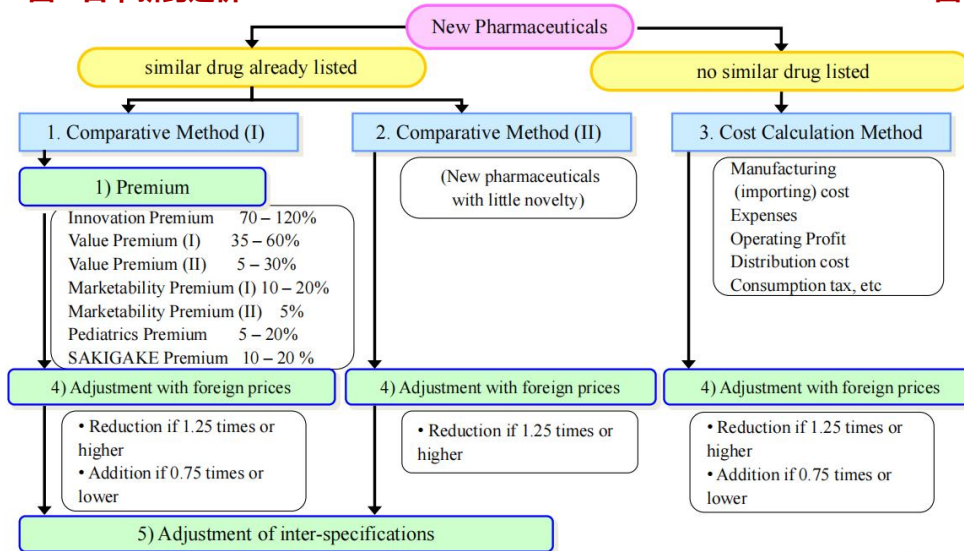 New Pharmaceuticals
similar drug already listed
no similar drug listed
1. Comparative Method (I)
2. Comparative Method (II)
3. Cost Calculation Method
1) Premium
Innovation Premium 70 – 120%
Value Premium (I) 35 – 60%
Value Premium (II) 5 – 30%
Marketability Premium (I) 10 – 20%
Marketability Premium (II) 5%
Pediatrics Premium 5 – 20%
SAKIGAKE Premium 10 – 20 %
(New pharmaceuticals
with little novelty)
Manufacturing
(importing) cost
Expenses
Operating Profit
Distribution cost
Consumption tax, etc
4) Adjustment with foreign prices
4) Adjustment with foreign prices
4) Adjustment with foreign prices
• Reduction if 1.25 times or
higher
• Addition if 0.75 times or
lower
• Reduction if 1.25 times or
higher
• Reduction if 1.25 times or
higher
• Addition if 0.75 times or
lower
5) Adjustment of inter-specifications